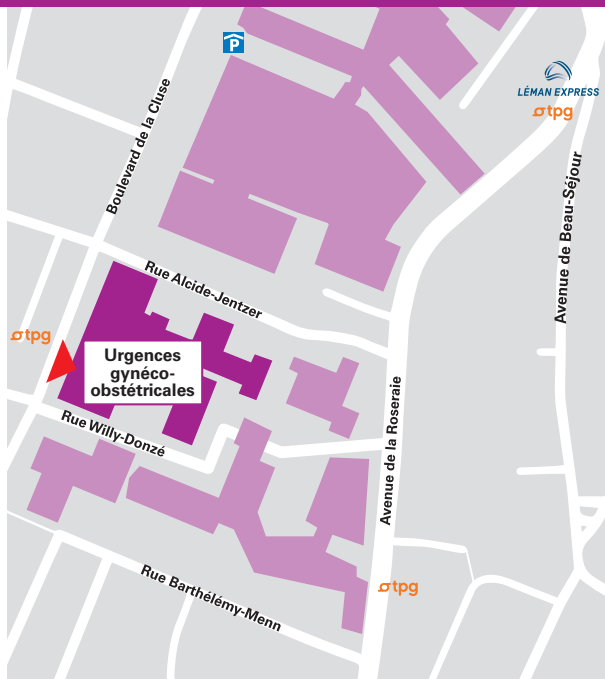 P
LÉMAN EXPRESS
tpg
Boulevard de la Cluse
Avenue de Beau-Séjour
Rue Alcide-Jentzer
tpg
Urgences
gynéco-
obstétricales
Avenue de la Roseraie
Rue Willy-Donzé
Rue Barthélémy-Menn
tpg